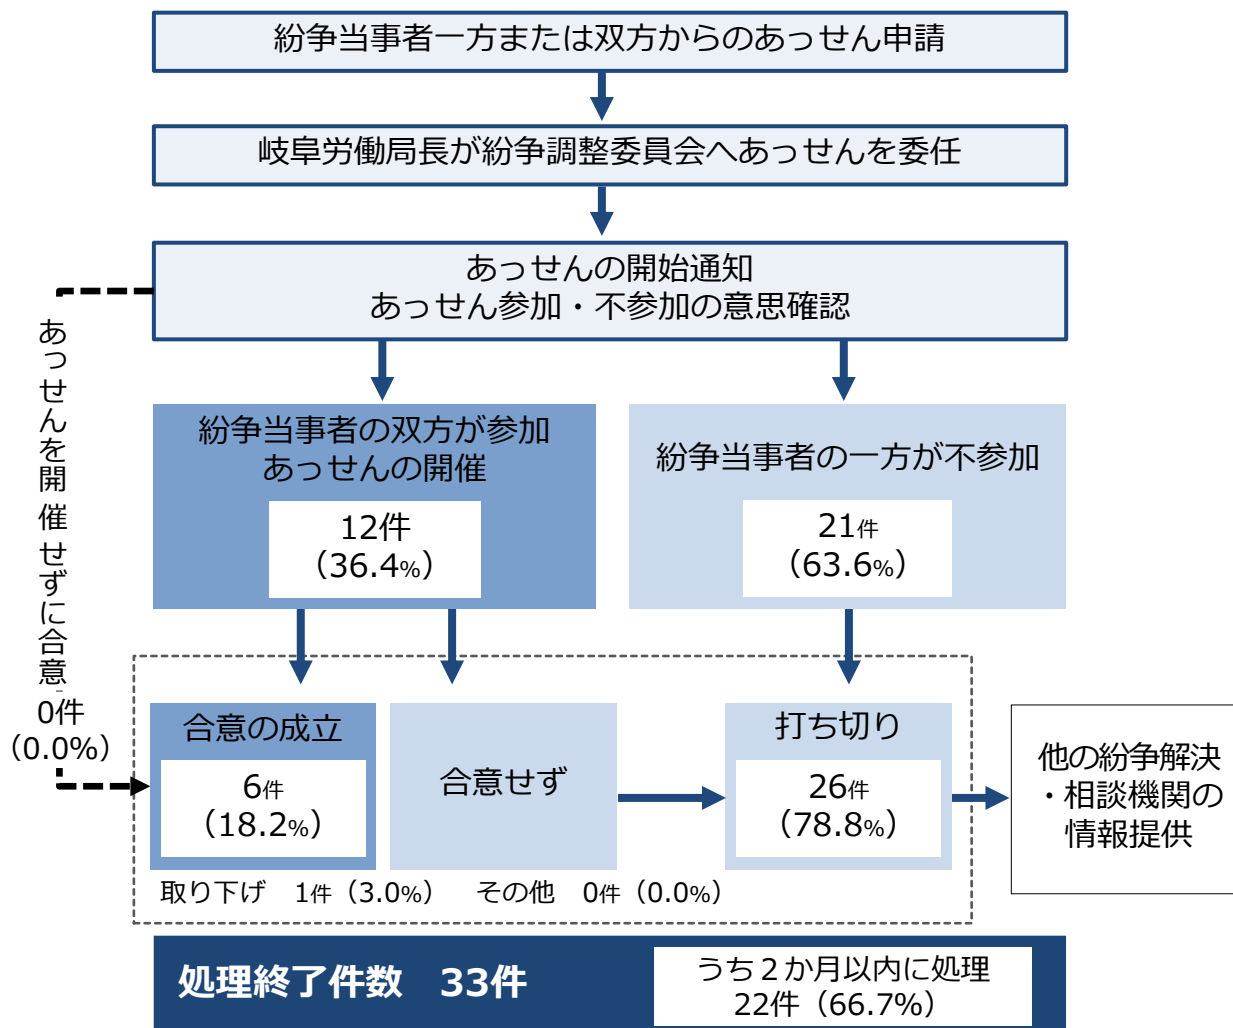 紛争当事者一方または双方からのあっせん申請
岐阜労働局長が紛争調整委員会へあっせんを委任
あっせんの開始通知
あっせん参加・不参加の意思確認
あっせんを開催せずに合意
0件
（0.0%）
紛争当事者の双方が参加
あっせんの開催
12件
（36.4%）
紛争当事者の一方が不参加
21件
（63.6%）
合意の成立
6件
（18.2%）
合意せず
打ち切り
26件
（78.8%）
他の紛争解決
・相談機関の
情報提供
取り下げ　1件（3.0%）　その他　0件（0.0%）
処理終了件数　33件
うち２か月以内に処理
22件（66.7%）